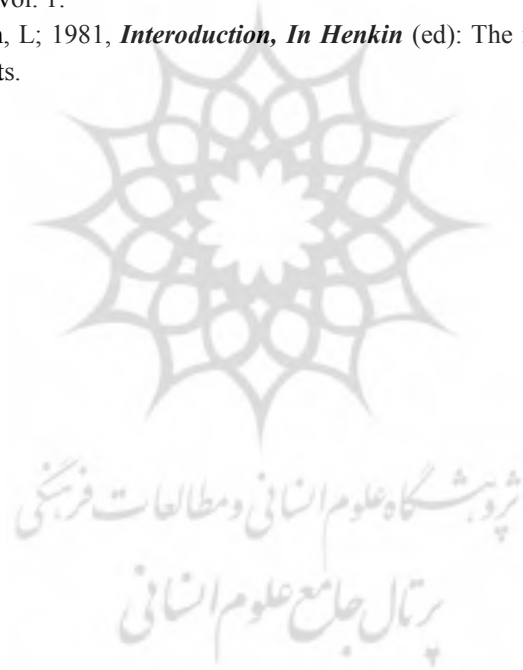 Vol. 1.
, L; 1981, Interoduction, In Henkin (ed): The
ts.
پژوهشگاه علوم انسانی و مطالعات فرهنگی
پرتال جامع علوم انسانی